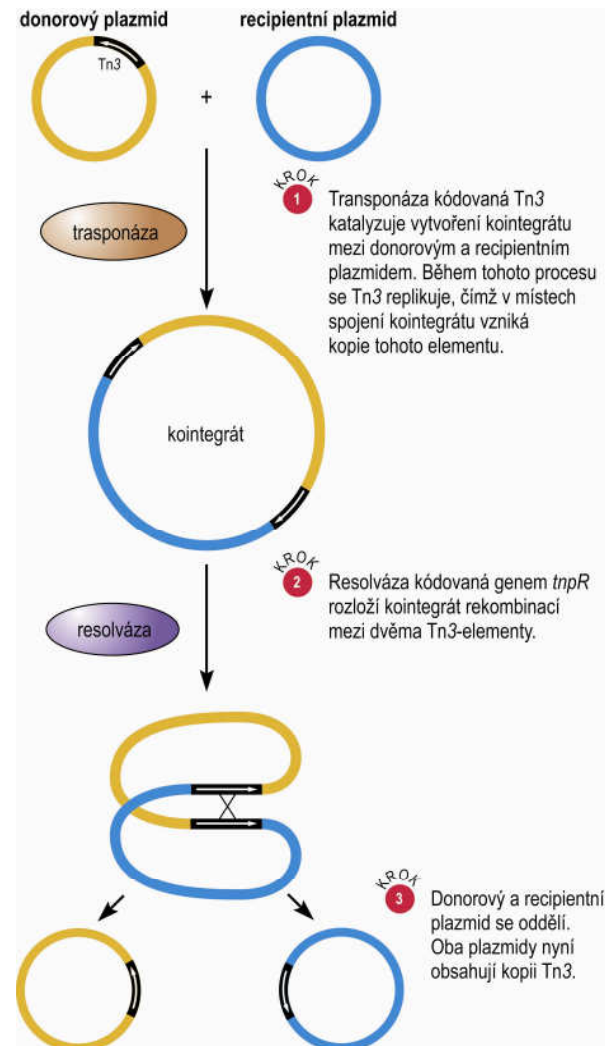 donorový plazmid
recipientní plazmid
Tn3
+
KROK
1
Transponáza kódovaná Tn3
katalyzuje vytvoření kointegrátu
mezi donorovým a recipientním
plazmidem. Během tohoto procesu
se Tn3 replikuje, čímž v místech
spojení kointegrátu vzniká
kopie tohoto elementu.
trasponáza
kointegrát
KROK
2
Resolváza kódovaná genem tnpR
rozloží kointegrát rekombinací
mezi dvěma Tn3-elementy.
resolváza
KROK
3
Donorový a recipientní
plazmid se oddělí.
Oba plazmidy nyní
obsahují kopii Tn3.